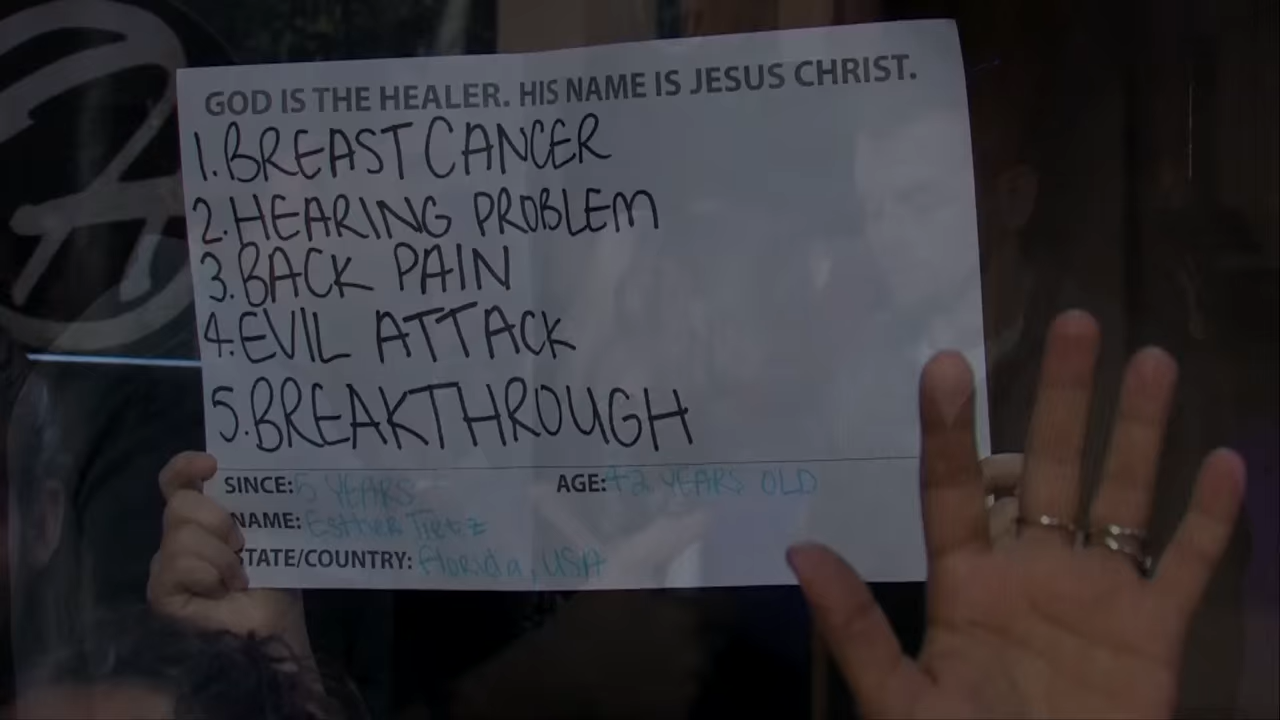 GOD IS THE HEALER. HIS NAME IS JESUS CHRIST.
1. BREAST CANCER
2. HEARING PROBLEM
3. BACK PAIN
4. EVIL ATTACK
5. BREAKTHROUGH
SINCE: 5 YEARS AGE: 42 YEARS OLD
NAME: Esther
STATE/COUNTRY: Florida, USA